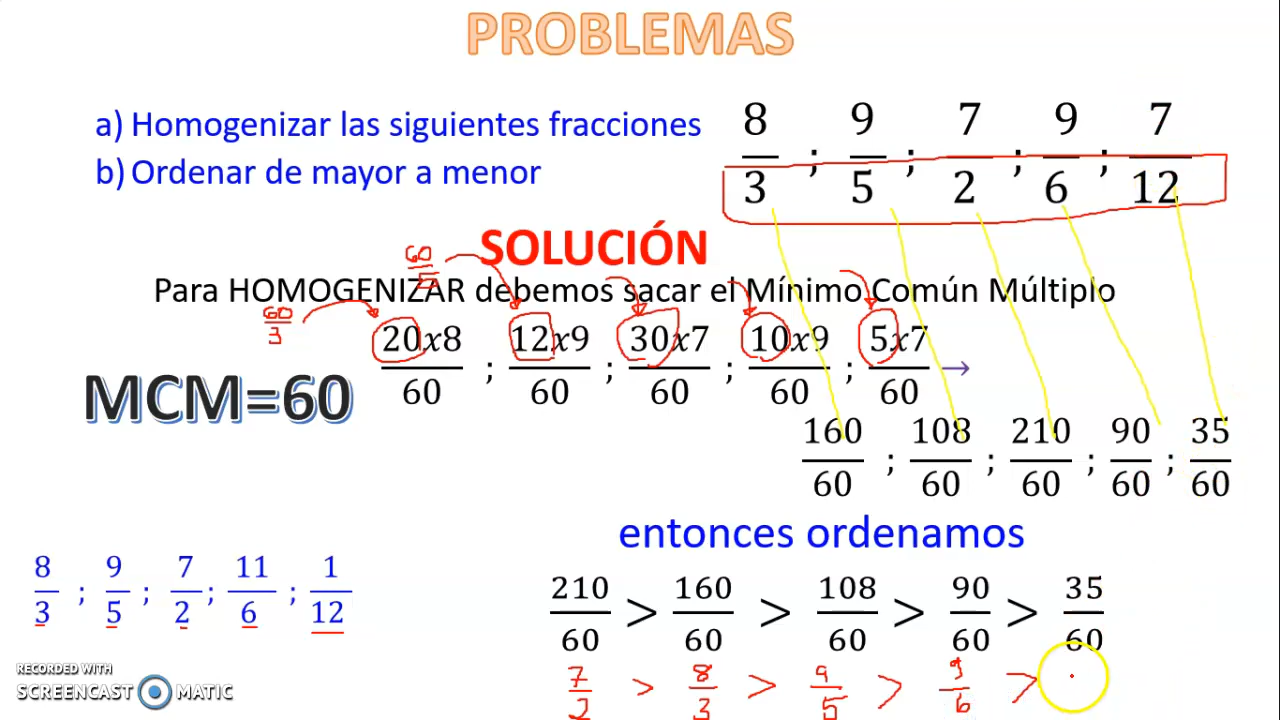 PROBLEMAS
a) Homogenizar las siguientes fracciones
b) Ordenar de mayor a menor
8/3 ; 9/5 ; 7/2 ; 9/6 ; 7/12
SOLUCIÓN
60/5
Para HOMOGENIZAR debemos sacar el Mínimo Común Múltiplo
60/3
20x8/60 ; 12x9/60 ; 30x7/60 ; 10x9/60 ; 5x7/60 →
MCM=60
160/60 ; 108/60 ; 210/60 ; 90/60 ; 35/60
entonces ordenamos
8/3 ; 9/5 ; 7/2 ; 11/6 ; 1/12
210/60 > 160/60 > 108/60 > 90/60 > 35/60
7/2 > 8/3 > 9/5 > 9/6 >
RECORDED WITH
SCREENCAST MATIC